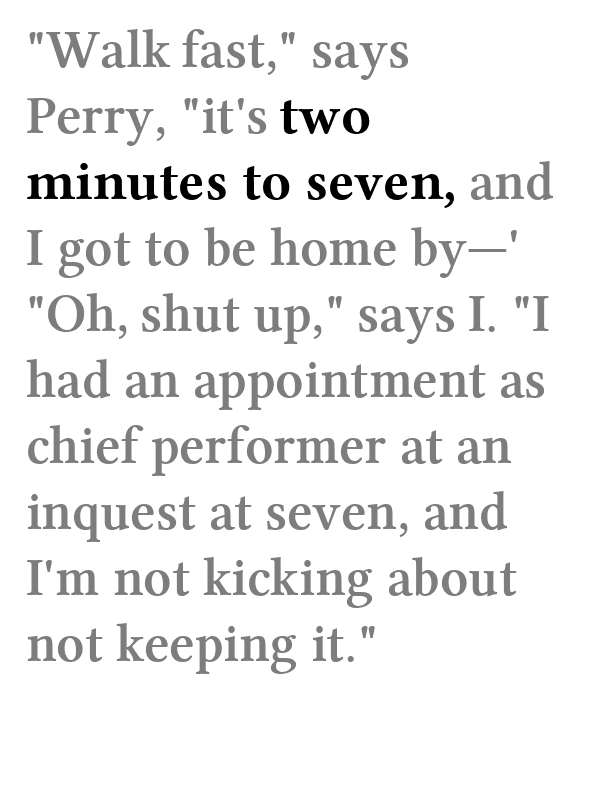 "Walk fast," says
Perry, "it's two
minutes to seven, and
I got to be home by—'
"Oh, shut up," says I. "I
had an appointment as
chief performer at an
inquest at seven, and
I'm not kicking about
not keeping it."